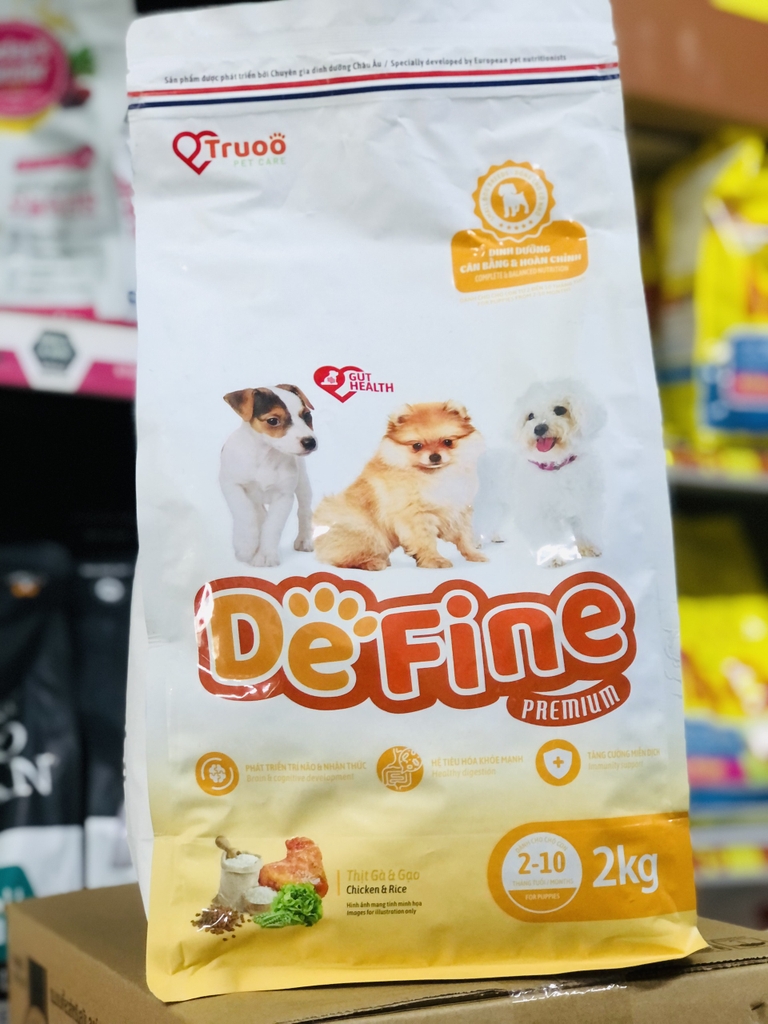 Sản phẩm được phát triển bởi Chuyên gia dinh dưỡng Châu Âu / Specially developed by European pet nutritionists
Truoo
PET CARE
DINH DƯỠNG
CÂN BẰNG & HOÀN CHỈNH
COMPLETE & BALANCED NUTRITION
GUT
HEALTH
DeFine
PREMIUM
PHÁT TRIỂN TRÍ NÃO & NHẬN THỨC
Brain & cognitive development
HỆ TIÊU HÓA KHỎE MẠNH
Healthy digestion
TĂNG CƯỜNG MIỄN DỊCH
Immunity support
Thịt Gà & Gạo
Chicken & Rice
Hình ảnh mang tính minh họa
Images for illustration only
2-10
FOR PUPPIES
2kg